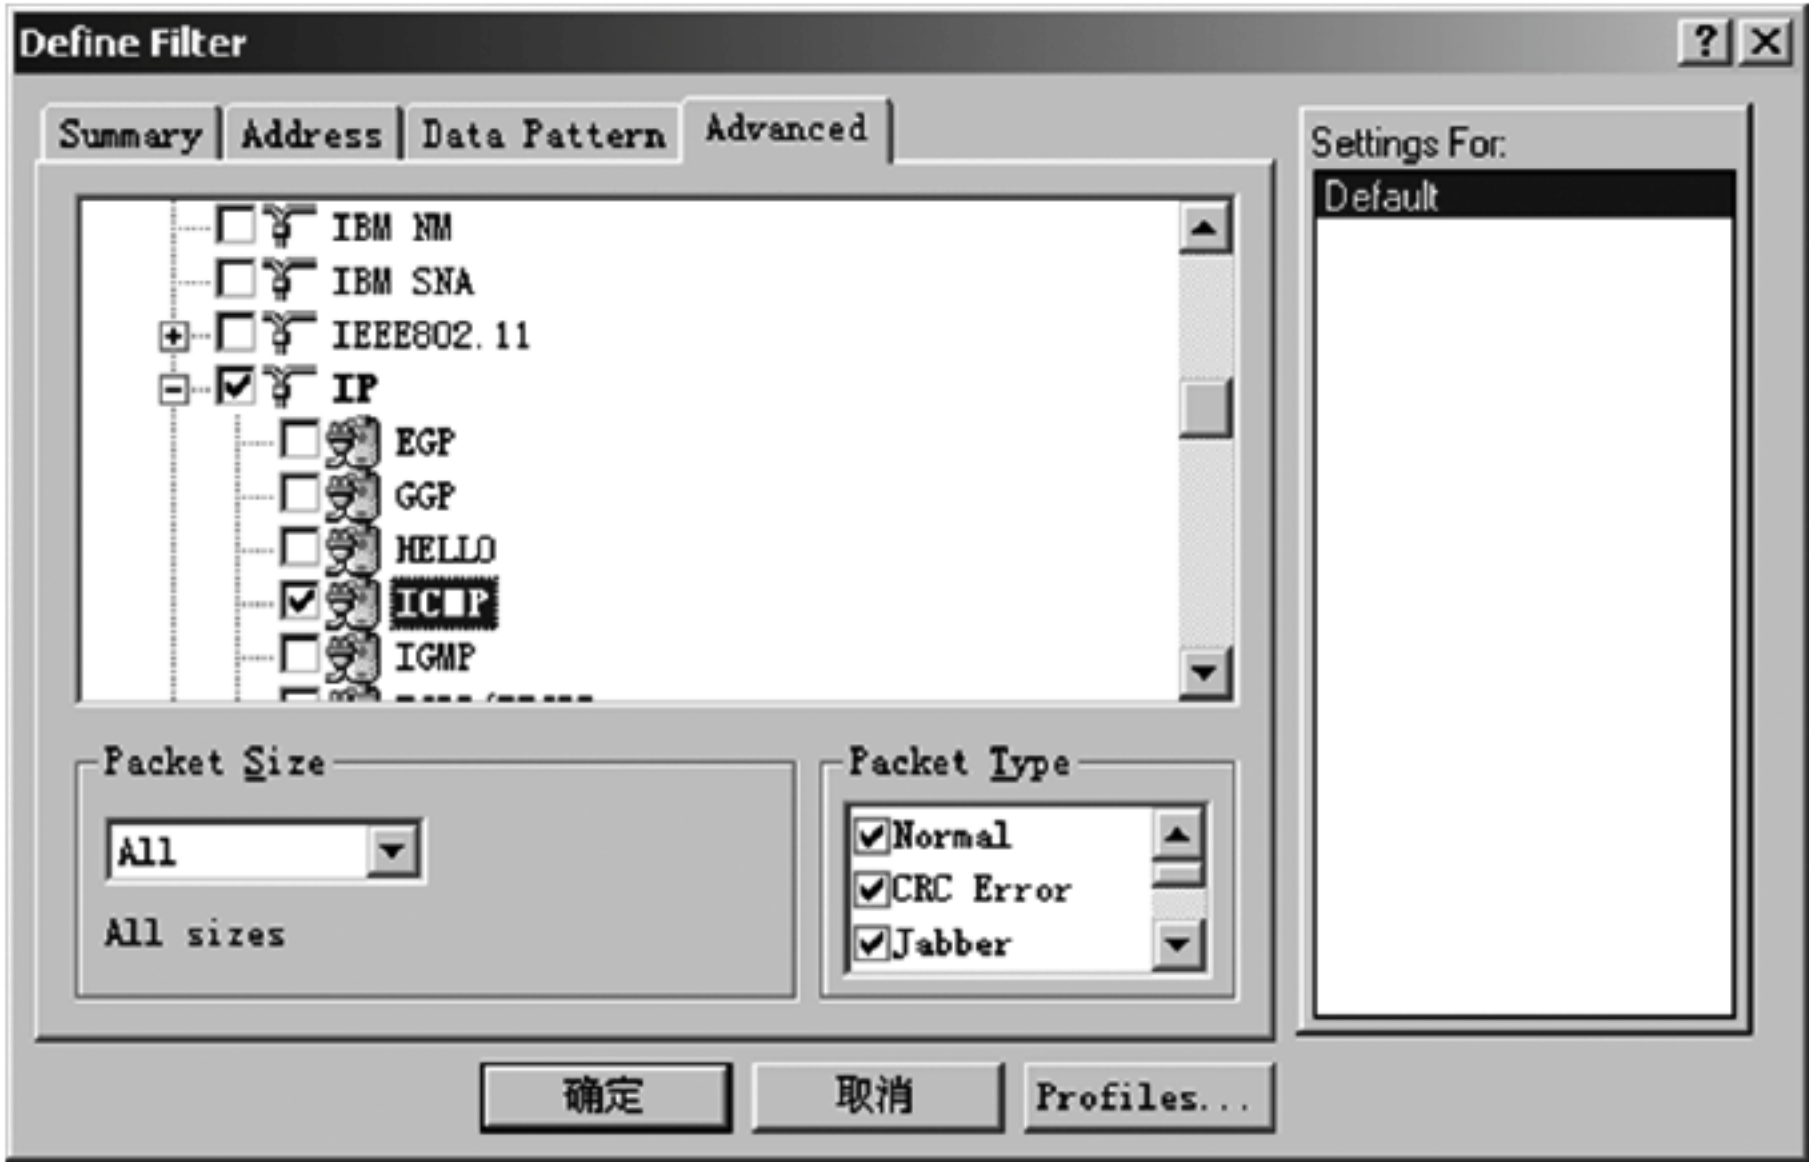 Define Filter
Summary
Address
Data Pattern
Advanced
Settings For:
Default
IBM NM
IBM SNA
IEEE802.11
IP
EGP
GGP
HELLO
ICMP
IGMP
Packet Size
All
All sizes
Packet Type
Normal
CRC Error
Jabber
确定
取消
Profiles...